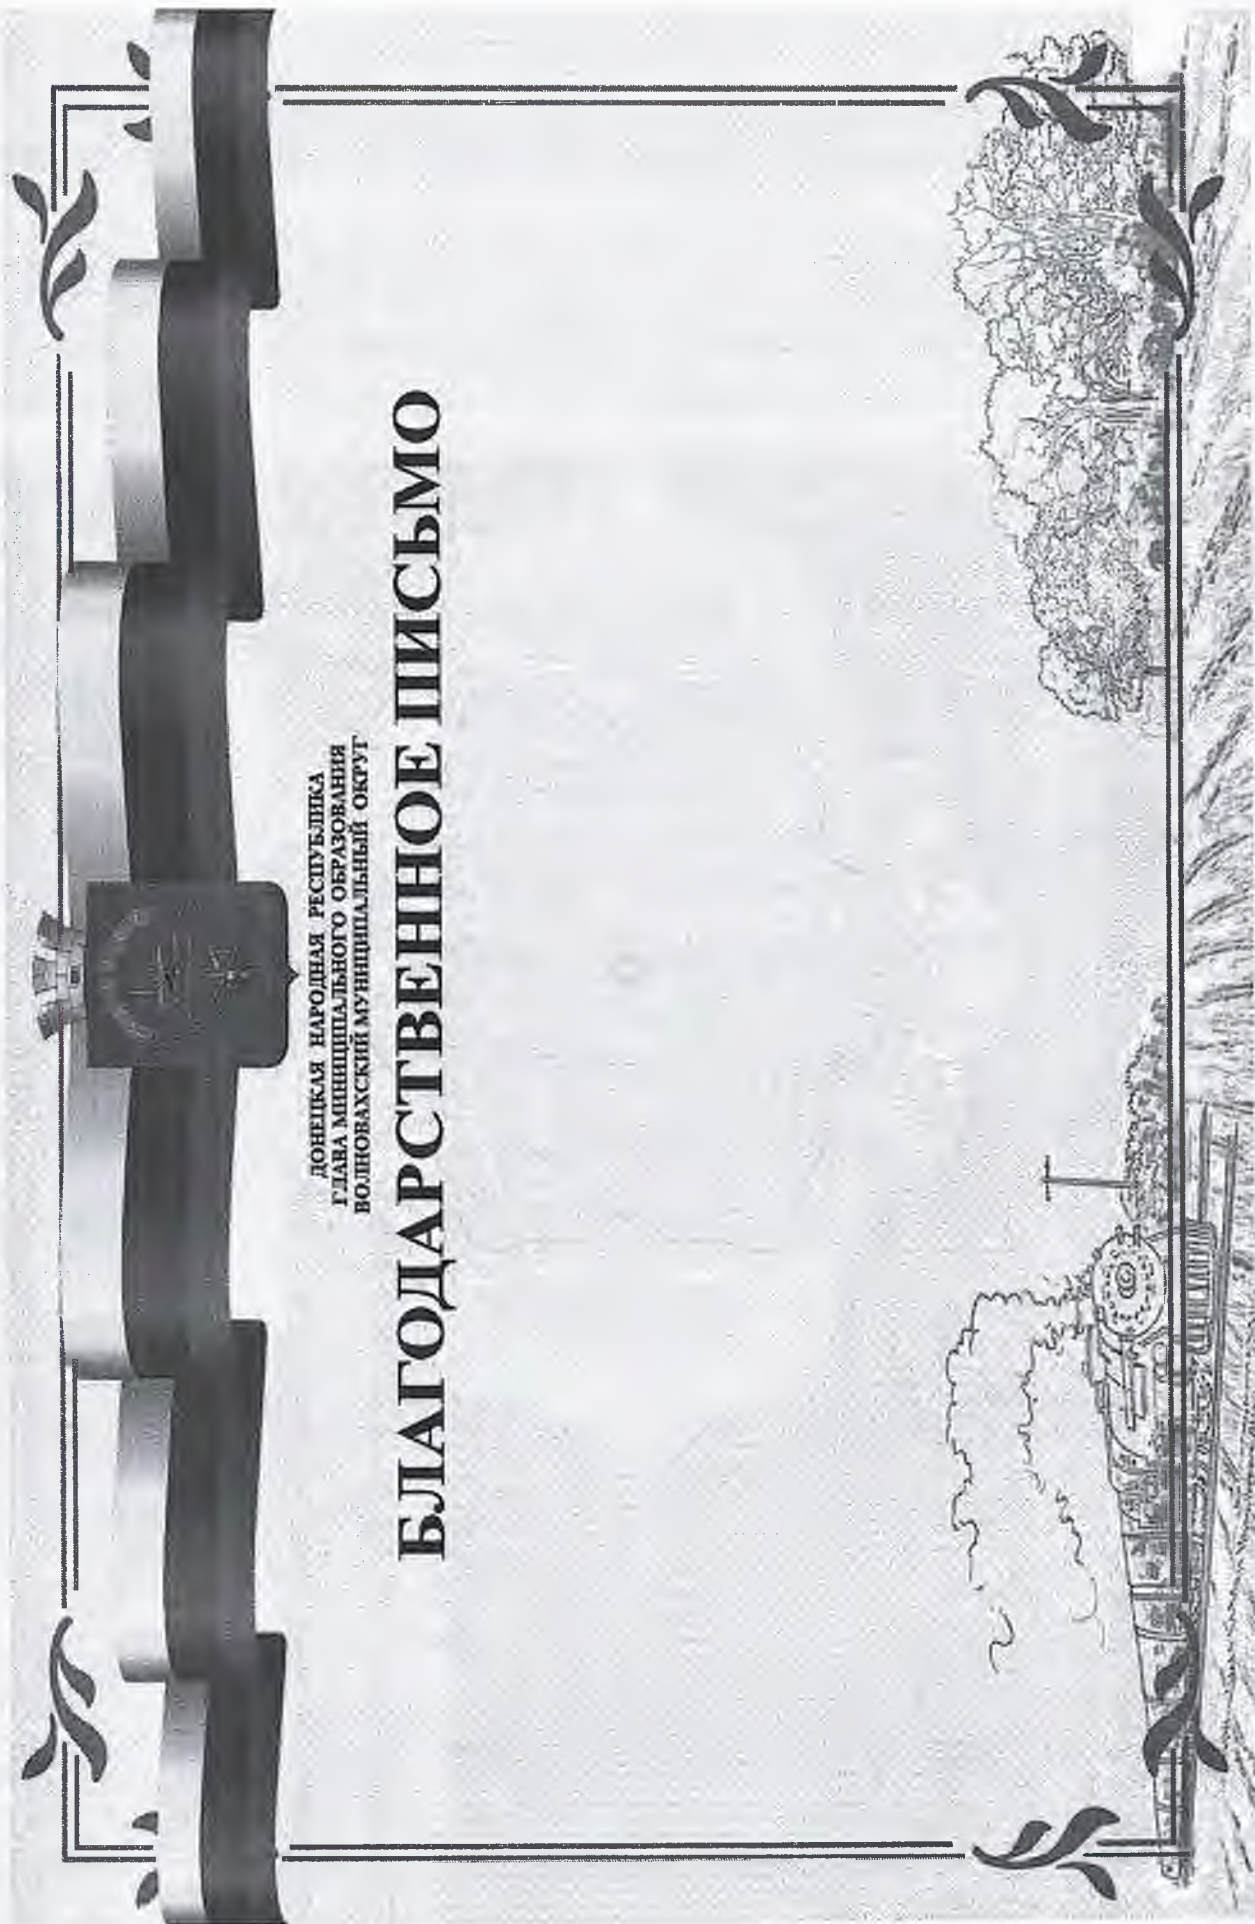 ДОНЕЦКАЯ НАРОДНАЯ РЕСПУБЛИКА
ГЛАВА МУНИЦИПАЛЬНОГО ОБРАЗОВАНИЯ
ВОЛНОВАХСКИЙ МУНИЦИПАЛЬНЫЙ ОКРУГ
БЛАГОДАРСТВЕННОЕ ПИСЬМО